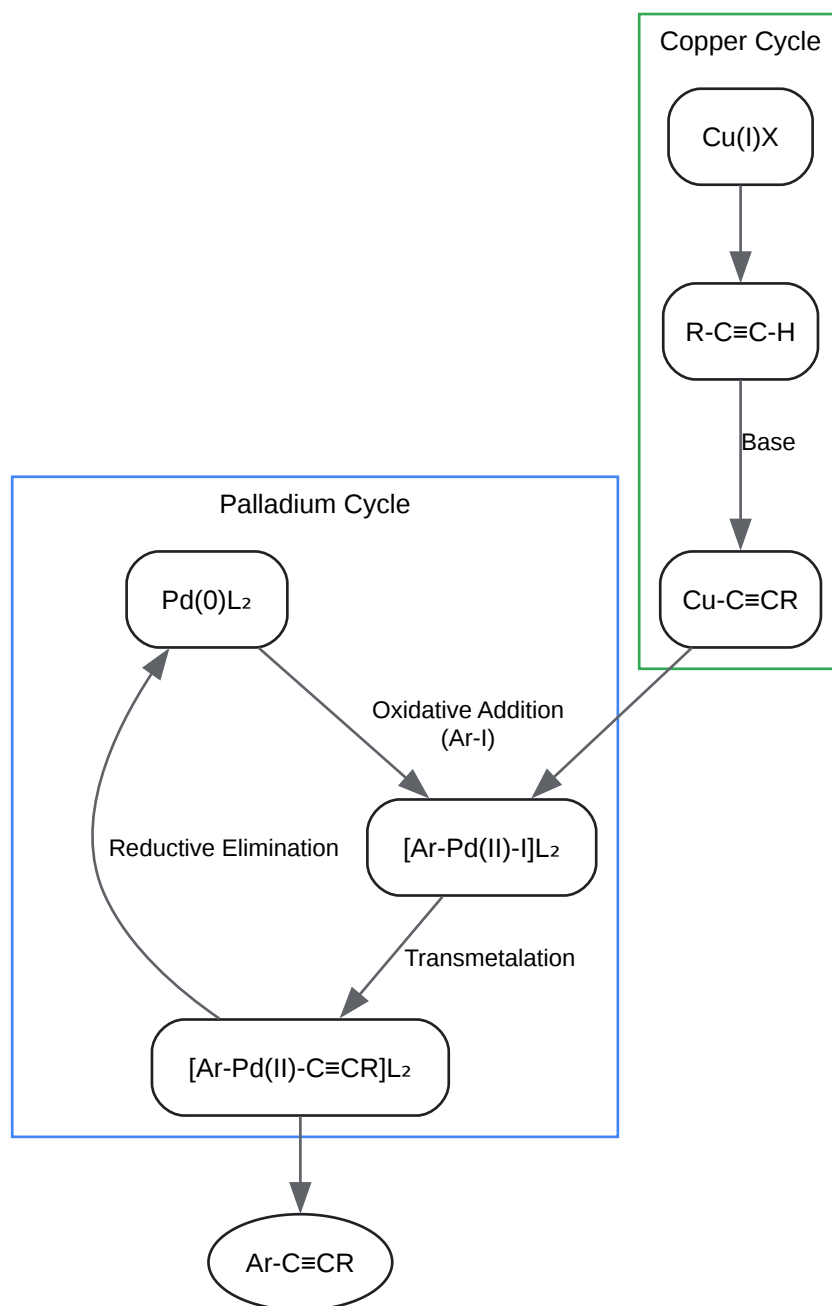 Copper Cycle
Cu(I)X
R-C≡C-H
Base
Cu-C≡CR
Palladium Cycle
Pd(0)L₂
Oxidative Addition
(Ar-I)
[Ar-Pd(II)-I]L₂
Reductive Elimination
Transmetalation
[Ar-Pd(II)-C≡CR]L₂
Ar-C≡CR